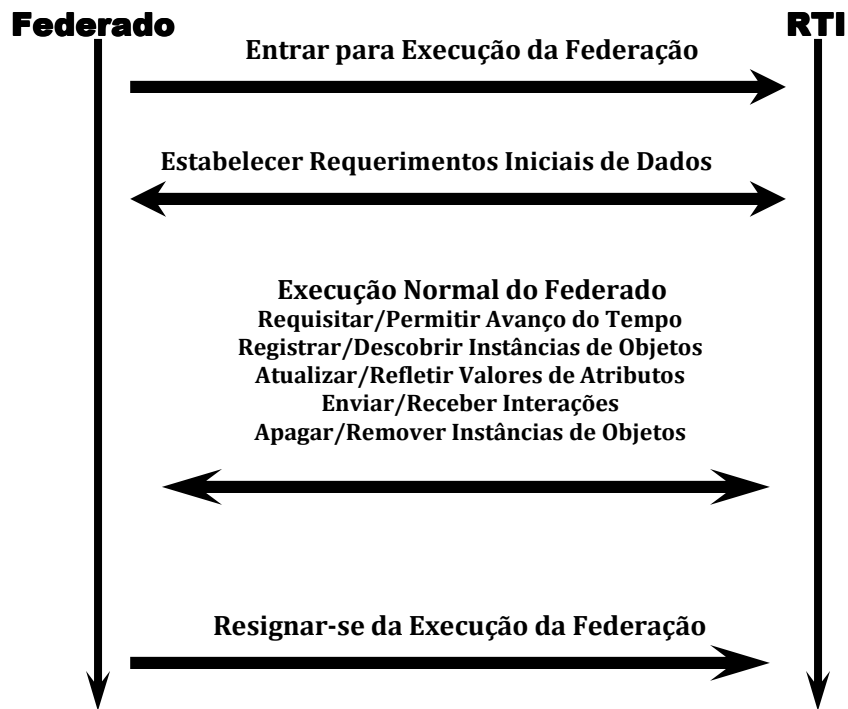 Federado
RTI
Entrar para Execução da Federação
Estabelecer Requerimentos Iniciais de Dados
Execução Normal do Federado
Requisitar/Permitir Avanço do Tempo
Registrar/Descobrir Instâncias de Objetos
Atualizar/Refletir Valores de Atributos
Enviar/Receber Interações
Apagar/Remover Instâncias de Objetos
Resignar-se da Execução da Federação